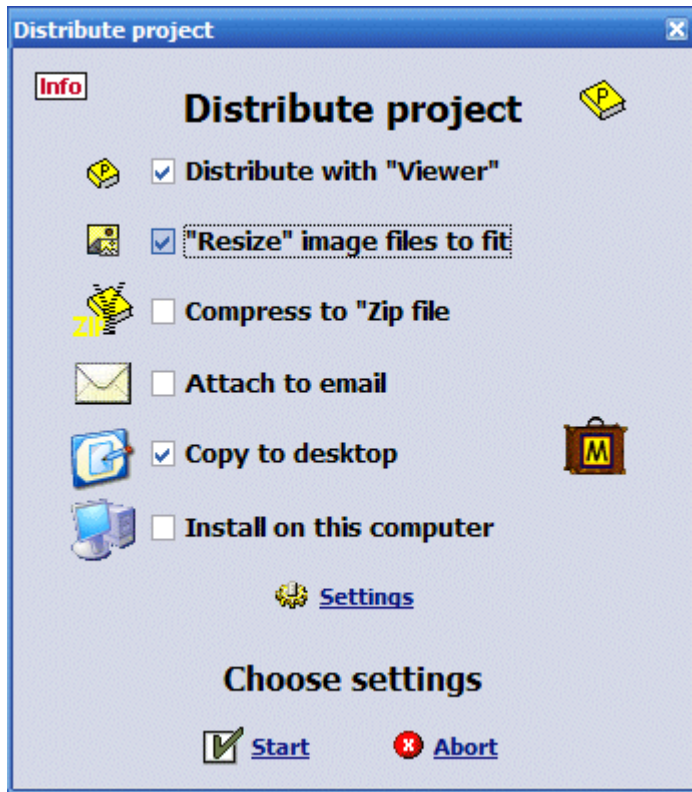 Distribute project
Info
Distribute project
P
P
Distribute with "Viewer"
"Resize" image files to fit
ZIP
Compress to "Zip file
Attach to email
Copy to desktop
M
Install on this computer
Settings
Choose settings
Start
Abort